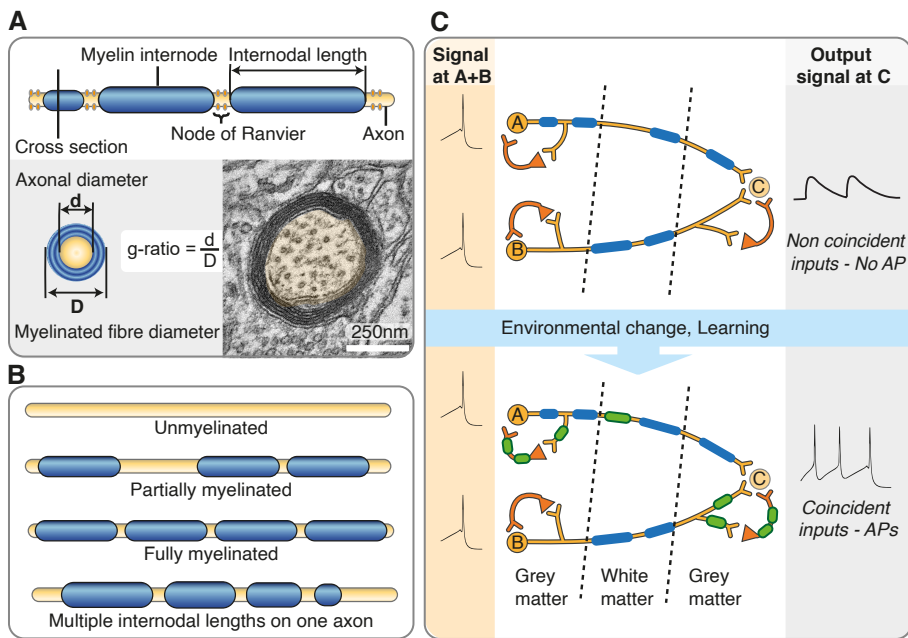 A
Myelin internode
Internodal length
Node of Ranvier
Axon
Cross section
Axonal diameter
d
D
g-ratio = d
D
Myelinated fibre diameter
250nm
B
Unmyelinated
Partially myelinated
Fully myelinated
Multiple internodal lengths on one axon
C
Signal
at A+B
Output
signal at C
A
B
C
Non coincident
inputs - No AP
Environmental change, Learning
A
B
C
Coincident
inputs - APs
Grey
matter
White
matter
Grey
matter